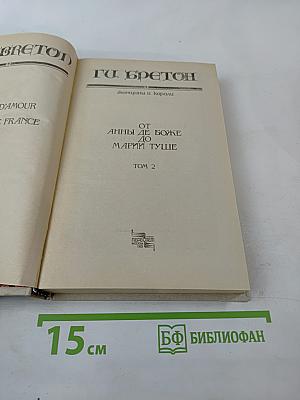 BRETON
D'AMOUR
FRANCE
ГИ БРЕТОН
Женщины и короли
ОТ
АННЫ ДЕ БОЖЕ
ДО
МАРИИ ТУШЕ
ТОМ 2
15 см
БФ БИБЛИОФАН